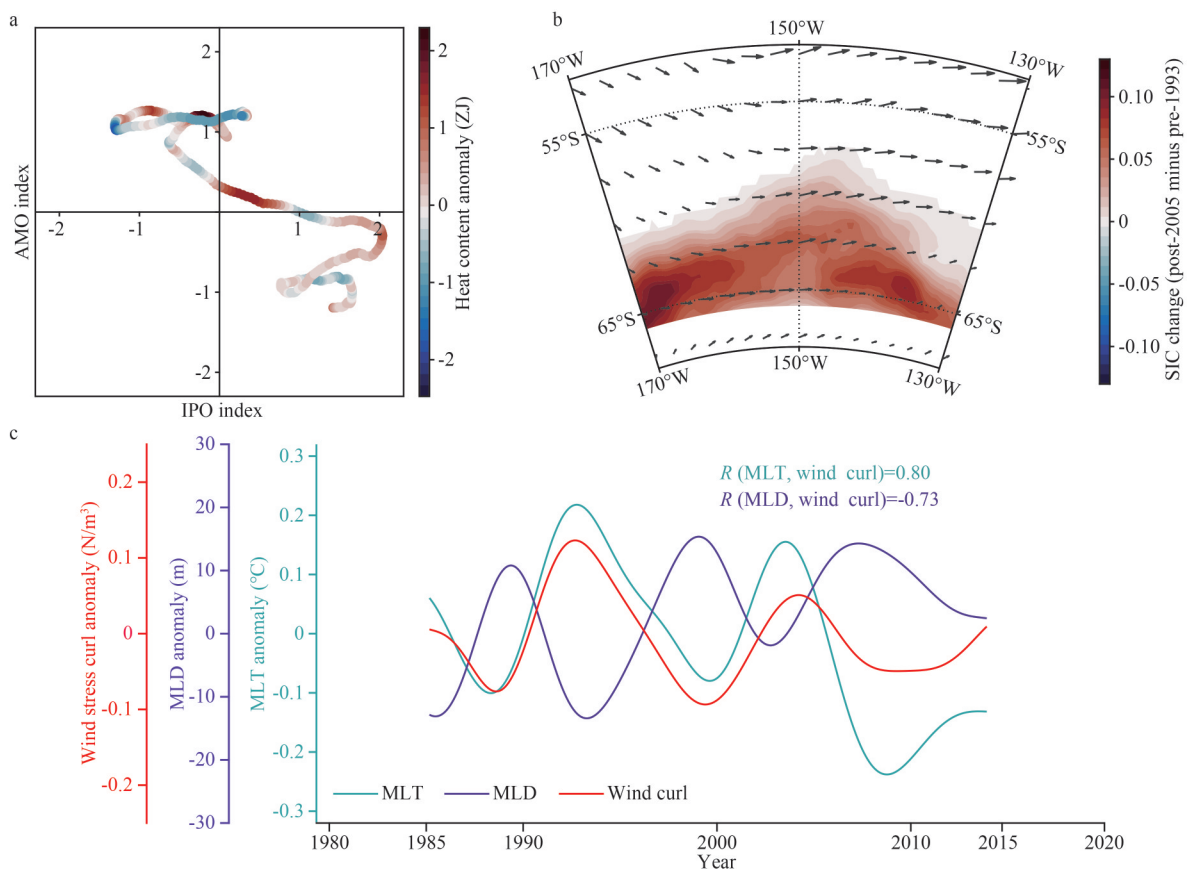 a
2
1
-2
-1
1
2
-1
-2
AMO index
IPO index
2
1
0
-1
-2
Heat content anomaly (ZJ)
b
150°W
170°W
130°W
55°S
55°S
65°S
65°S
170°W
150°W
130°W
0.10
0.05
0
-0.05
-0.10
SIC change (post-2005 minus pre-1993)
c
0.2
0.1
0
-0.1
-0.2
Wind stress curl anomaly (N/m³)
30
20
10
0
-10
-20
-30
MLD anomaly (m)
0.3
0.2
0.1
0
-0.1
-0.2
-0.3
MLT anomaly (°C)
R (MLT, wind curl)=0.80
R (MLD, wind curl)=-0.73
MLT
MLD
Wind curl
1980
1985
1990
2000
2010
2015
2020
Year